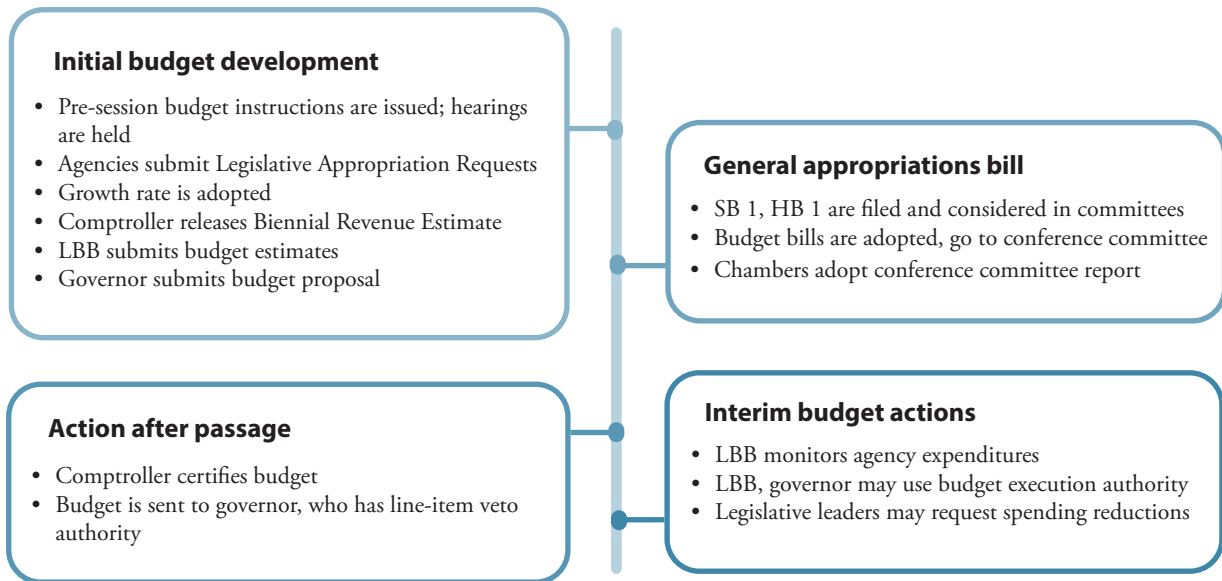 Initial budget development
• Pre-session budget instructions are issued; hearings
are held
• Agencies submit Legislative Appropriation Requests
• Growth rate is adopted
• Comptroller releases Biennial Revenue Estimate
• LBB submits budget estimates
• Governor submits budget proposal
General appropriations bill
• SB 1, HB 1 are filed and considered in committees
• Budget bills are adopted, go to conference committee
• Chambers adopt conference committee report
Action after passage
• Comptroller certifies budget
• Budget is sent to governor, who has line-item veto
authority
Interim budget actions
• LBB monitors agency expenditures
• LBB, governor may use budget execution authority
• Legislative leaders may request spending reductions